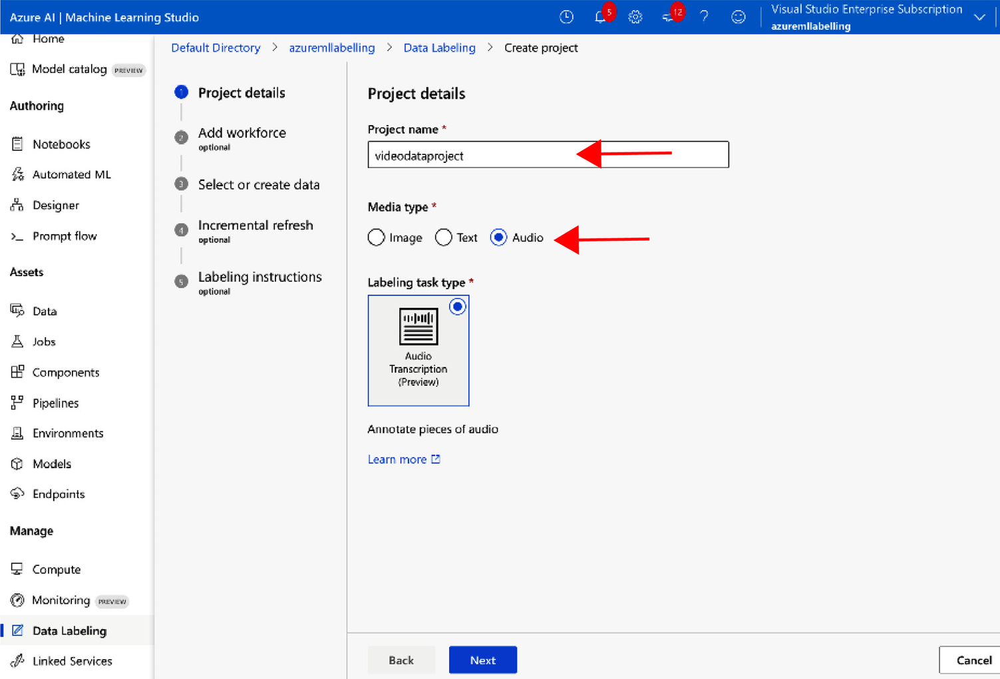 Azure AI | Machine Learning Studio
5
12
?
Visual Studio Enterprise Subscription
azuremllabelling
Home
Model catalog PREVIEW
Authoring
Notebooks
Automated ML
Designer
Prompt flow
Assets
Data
Jobs
Components
Pipelines
Environments
Models
Endpoints
Manage
Compute
Monitoring PREVIEW
Data Labeling
Linked Services
Default Directory > azuremllabelling > Data Labeling > Create project
1 Project details
2 Add workforce
optional
3 Select or create data
4 Incremental refresh
optional
5 Labeling instructions
optional
Project details
Project name *
videodataproject
Media type *
Image Text Audio
Labeling task type *
Audio
Transcription
(Preview)
Annotate pieces of audio
Learn more
Back Next Cancel